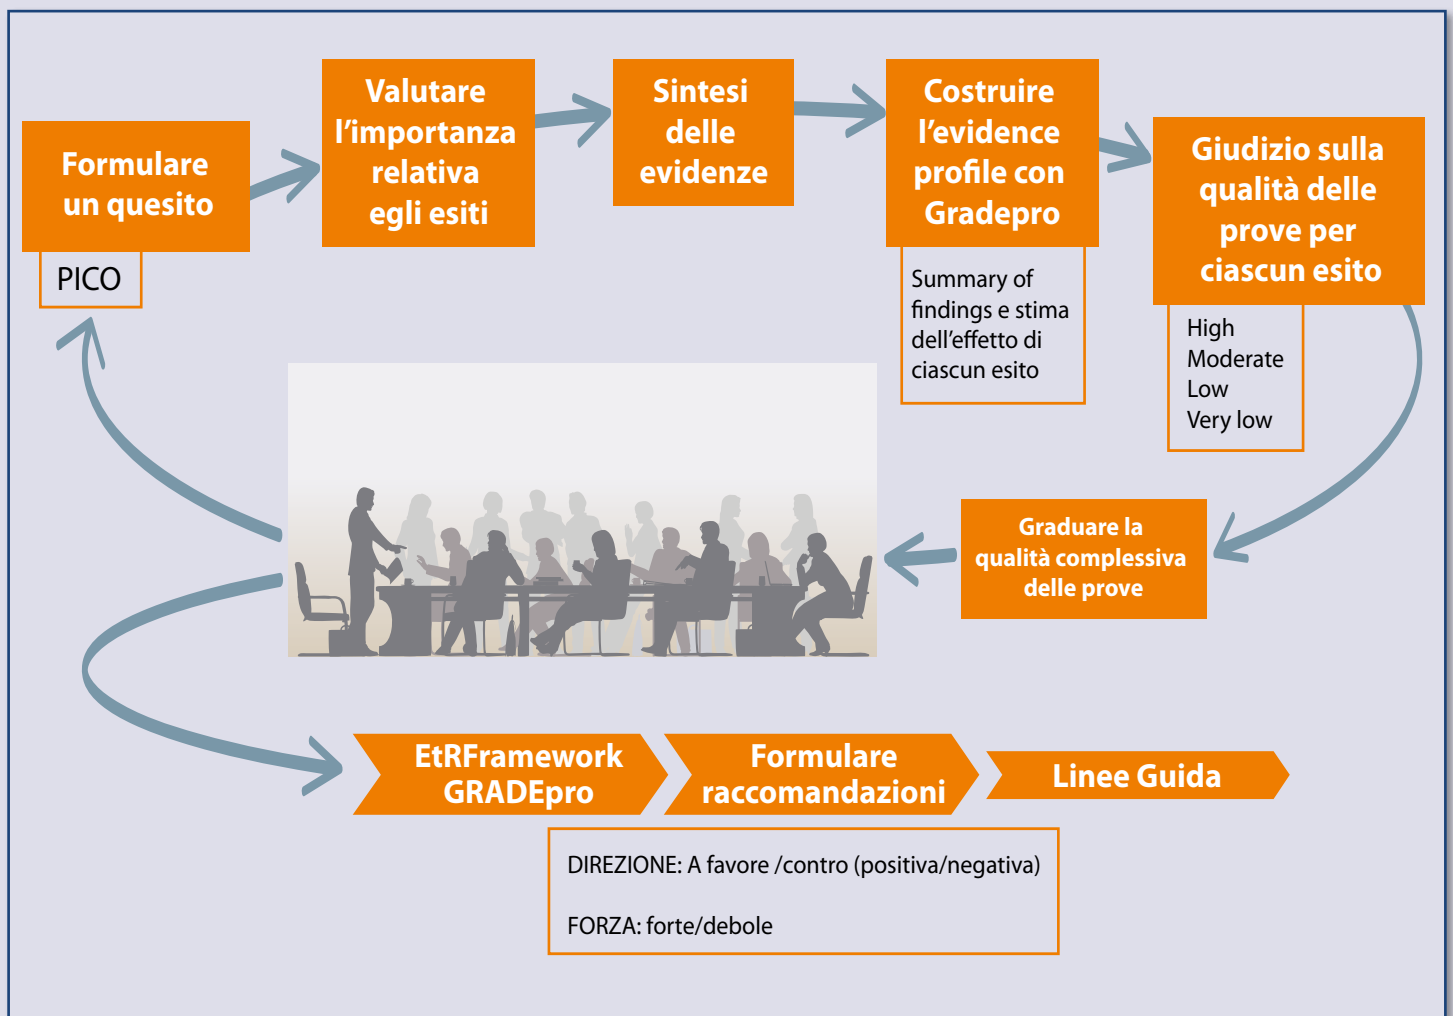 Formulare
un quesito
PICO
Valutare
l’importanza
relativa
egli esiti
Sintesi
delle
evidenze
Costruire
l’evidence
profile con
Gradepro
Summary of
findings e stima
dell’effetto di
ciascun esito
Giudizio sulla
qualità delle
prove per
ciascun esito
High
Moderate
Low
Very low
Graduare la
qualità complessiva
delle prove
EtRFramework
GRADEpro
Formulare
raccomandazioni
Linee Guida
DIREZIONE: A favore /contro (positiva/negativa)
FORZA: forte/debole